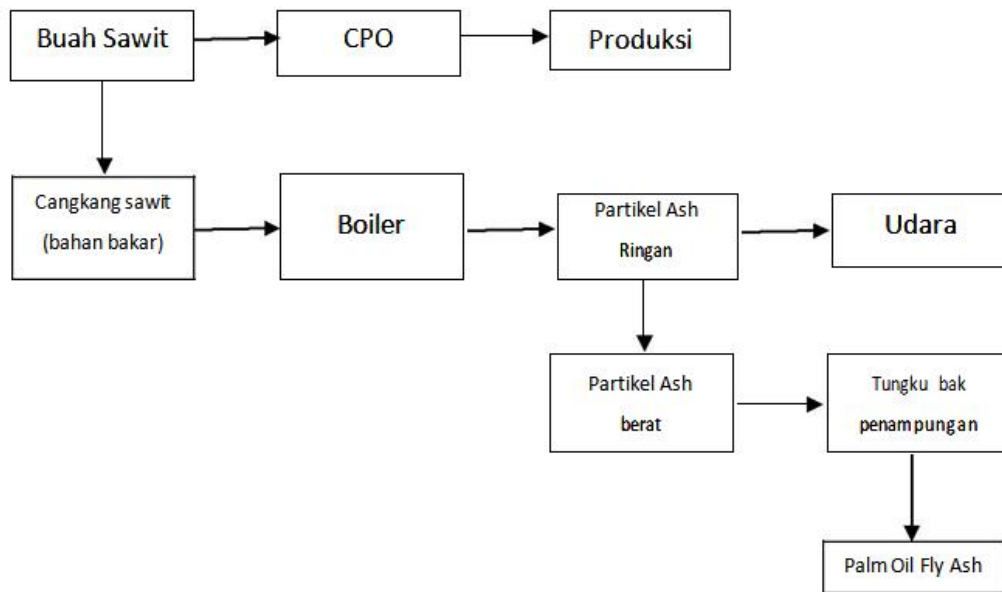 Buah Sawit
CPO
Produksi
Cangkang sawit
(bahan bakar)
Boiler
Partikel Ash
Ringan
Udara
Partikel Ash
berat
Tungku bak
penampungan
Palm Oil Fly Ash